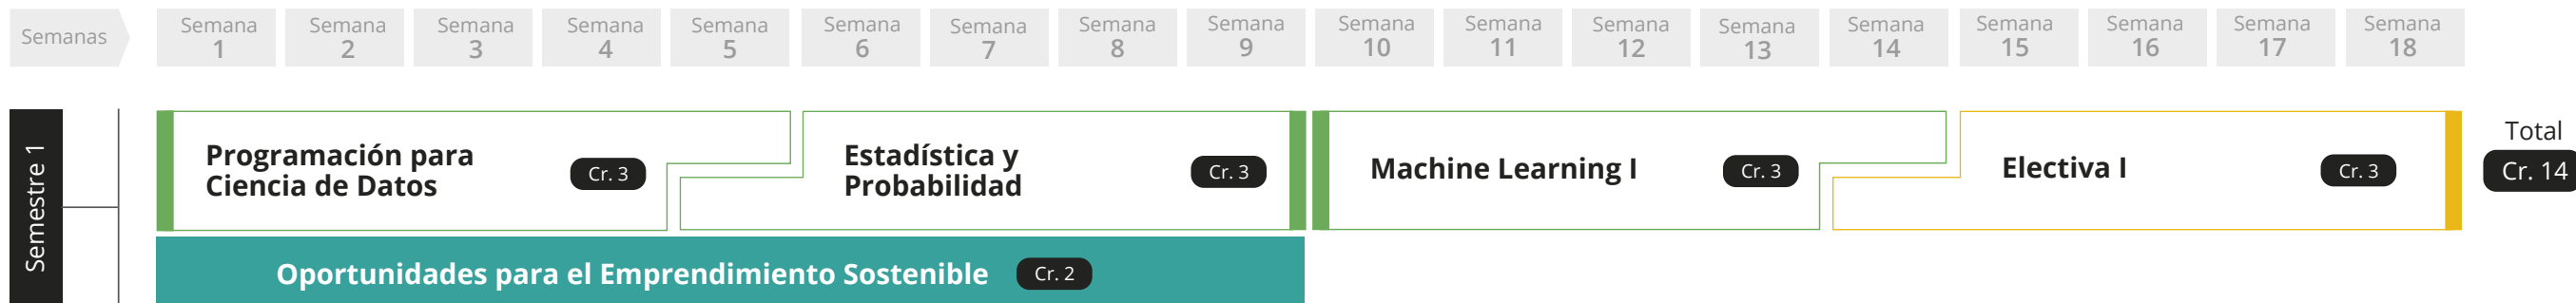 Semanas
Semana
1
Semana
2
Semana
3
Semana
4
Semana
5
Semana
6
Semana
7
Semana
8
Semana
9
Semana
10
Semana
11
Semana
12
Semana
13
Semana
14
Semana
15
Semana
16
Semana
17
Semana
18
Semestre 1
Programación para
Ciencia de Datos
Cr. 3
Estadística y
Probabilidad
Cr. 3
Machine Learning I
Cr. 3
Electiva I
Cr. 3
Total
Cr. 14
Oportunidades para el Emprendimiento Sostenible
Cr. 2